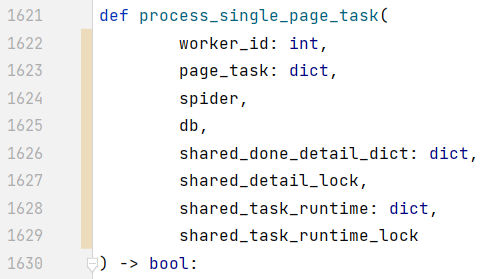 1621 def process_single_page_task(
1622         worker_id: int,
1623         page_task: dict,
1624         spider,
1625         db,
1626         shared_done_detail_dict: dict,
1627         shared_detail_lock,
1628         shared_task_runtime: dict,
1629         shared_task_runtime_lock
1630 ) -> bool: